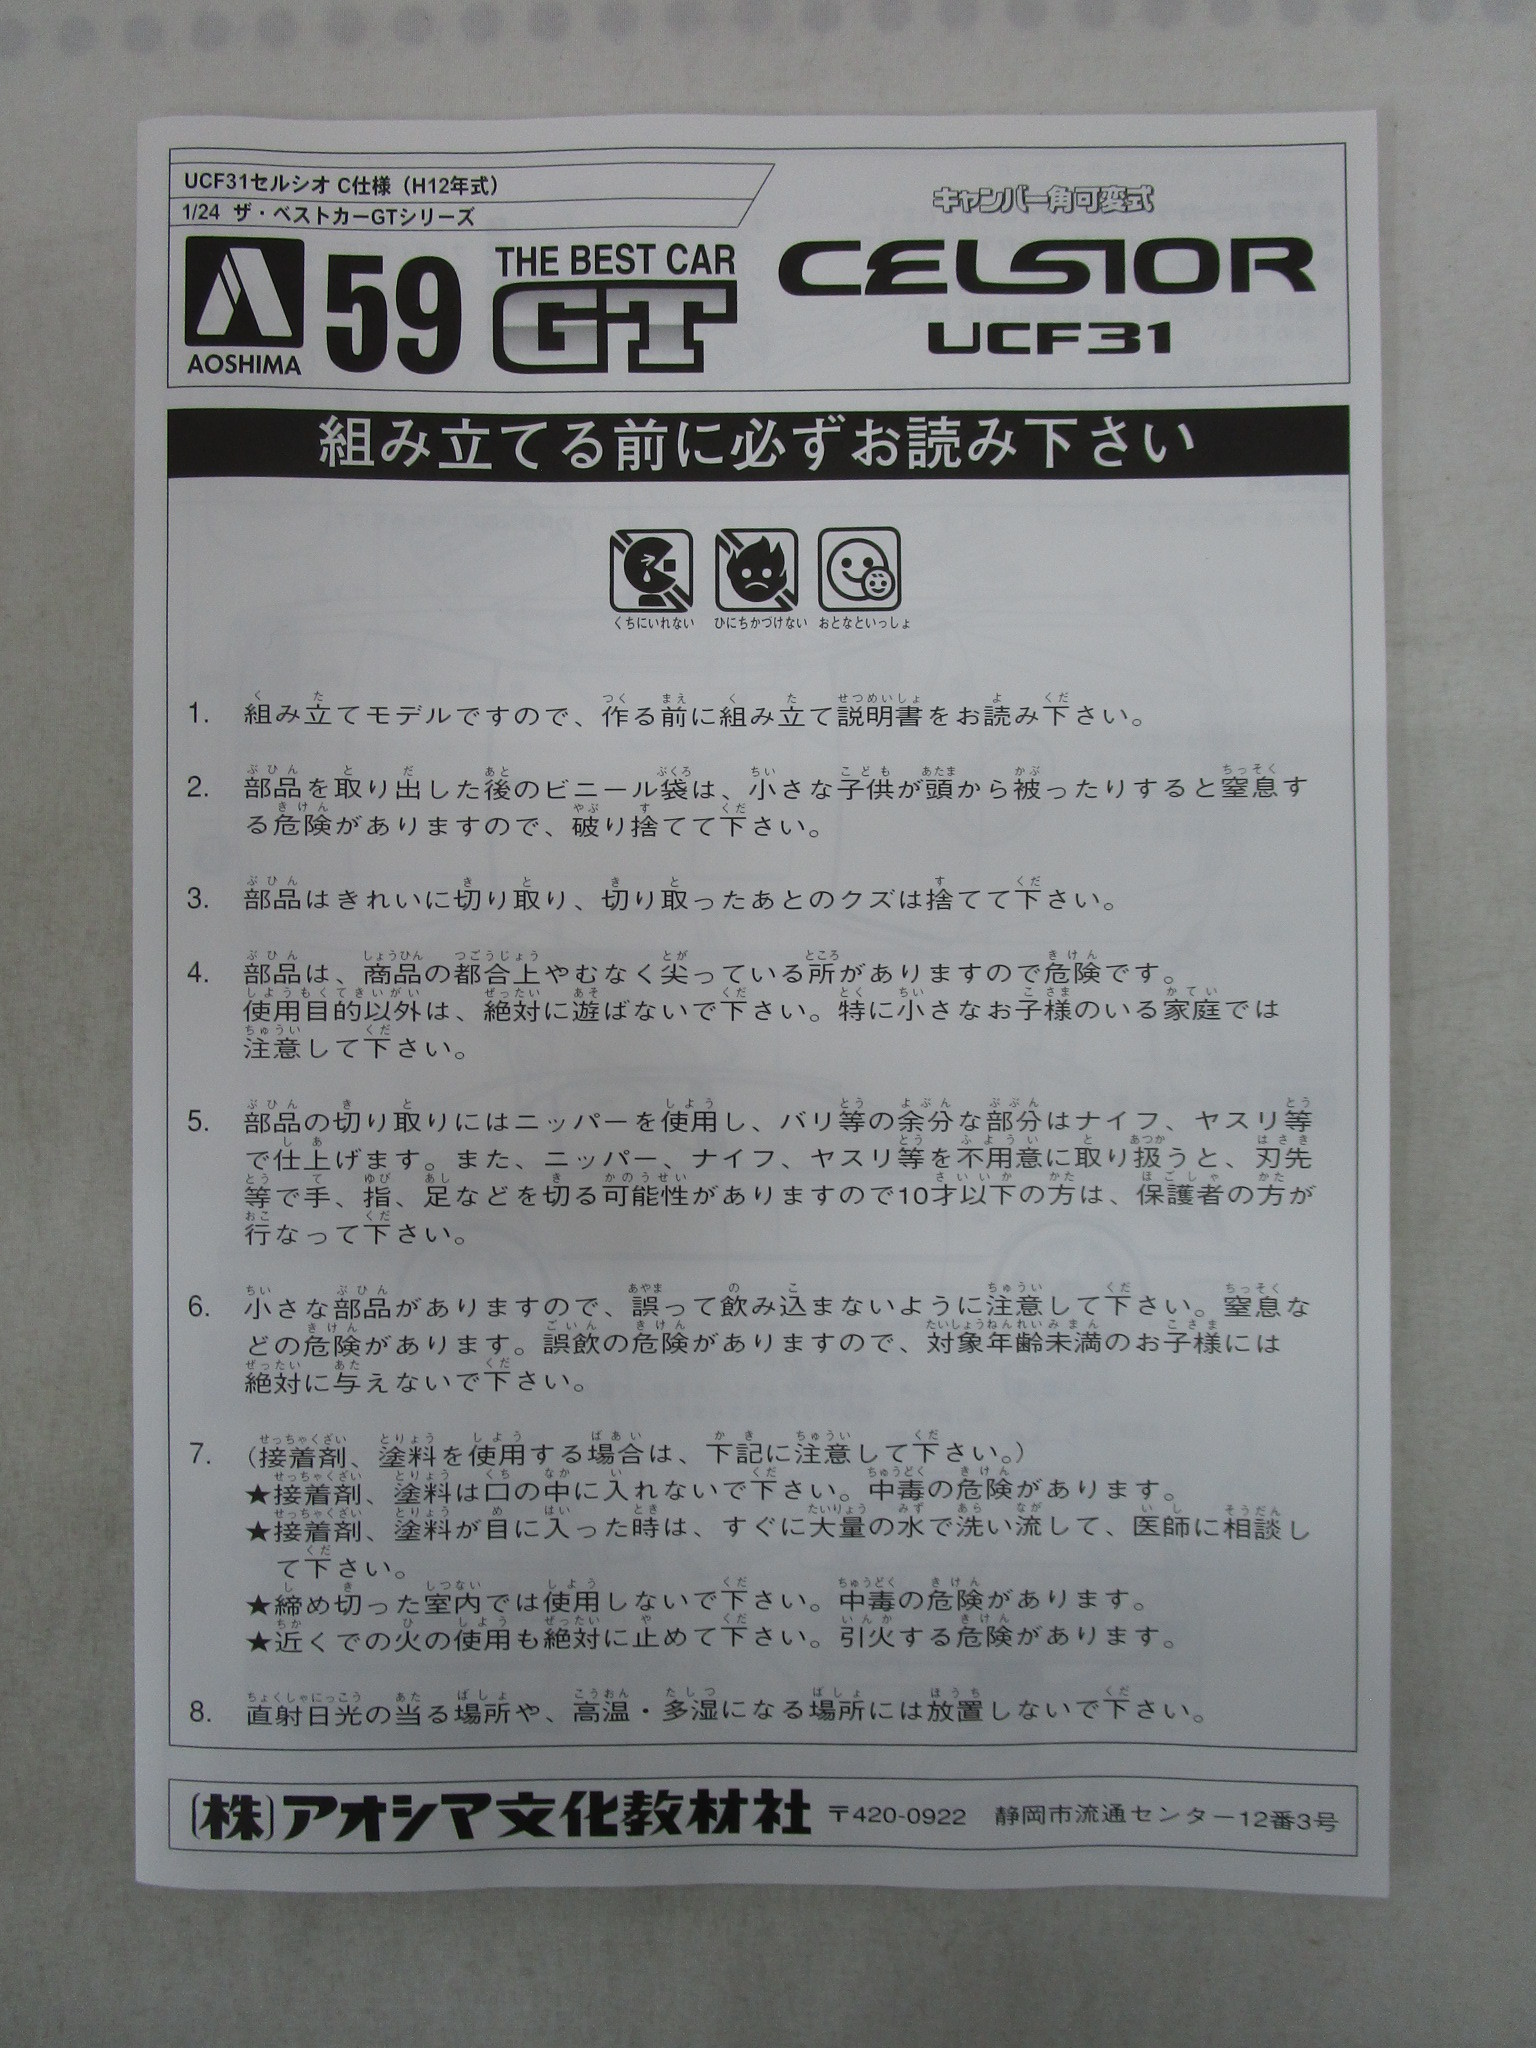 UCF31セルシオ C仕様（H12年式）
1/24 ザ・ベストカーGTシリーズ
AOSHIMA
59
THE BEST CAR
GT
キャンバー角可変式
CELSIOR
UCF31
組み立てる前に必ずお読み下さい
くちにいれない ひにちかづけない おとなといっしょ
1. 組み立てモデルですので、作る前に組み立て説明書をお読み下さい。
2. 部品を取り出した後のビニール袋は、小さな子供が頭から被ったりすると窒息す
る危険がありますので、破り捨てて下さい。
3. 部品はきれいに切り取り、切り取ったあとのクズは捨てて下さい。
4. 部品は、商品の都合上やむなく尖っている所がありますので危険です。
使用目的以外は、絶対に遊ばないで下さい。特に小さなお子様のいる家庭では
注意して下さい。
5. 部品の切り取りにはニッパーを使用し、バリ等の余分な部分はナイフ、ヤスリ等
で仕上げます。また、ニッパー、ナイフ、ヤスリ等を不用意に取り扱うと、刃先
等で手、指、足などを切る可能性がありますので10才以下の方は、保護者の方が
行なって下さい。
6. 小さな部品がありますので、誤って飲み込まないように注意して下さい。窒息な
どの危険があります。誤飲の危険がありますので、対象年齢未満のお子様には
絶対に与えないで下さい。
7. （接着剤、塗料を使用する場合は、下記に注意して下さい。）
★接着剤、塗料は口の中に入れないで下さい。中毒の危険があります。
★接着剤、塗料が目に入った時は、すぐに大量の水で洗い流して、医師に相談し
て下さい。
★締め切った室内では使用しないで下さい。中毒の危険があります。
★近くでの火の使用も絶対に止めて下さい。引火する危険があります。
8. 直射日光の当る場所や、高温・多湿になる場所には放置しないで下さい。
（株）アオシマ文化教材社 〒420-0922 静岡市流通センター12番3号